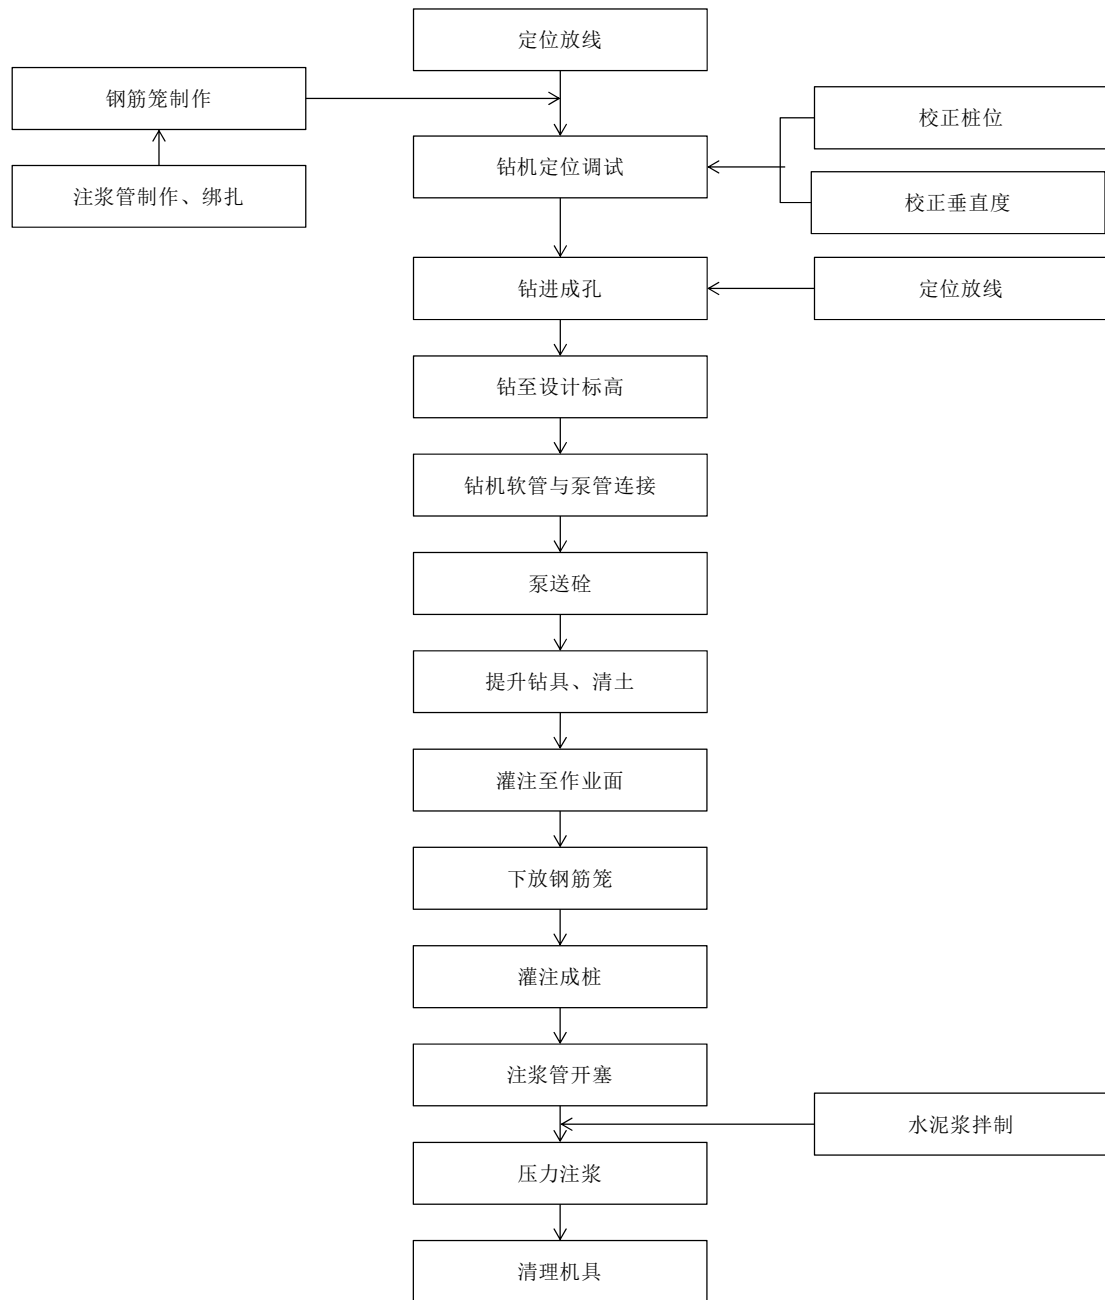 定位放线
钢筋笼制作
校正桩位
钻机定位调试
注浆管制作、绑扎
校正垂直度
钻进成孔
定位放线
钻至设计标高
钻机软管与泵管连接
泵送砼
提升钻具、清土
灌注至作业面
下放钢筋笼
灌注成桩
注浆管开塞
水泥浆拌制
压力注浆
清理机具